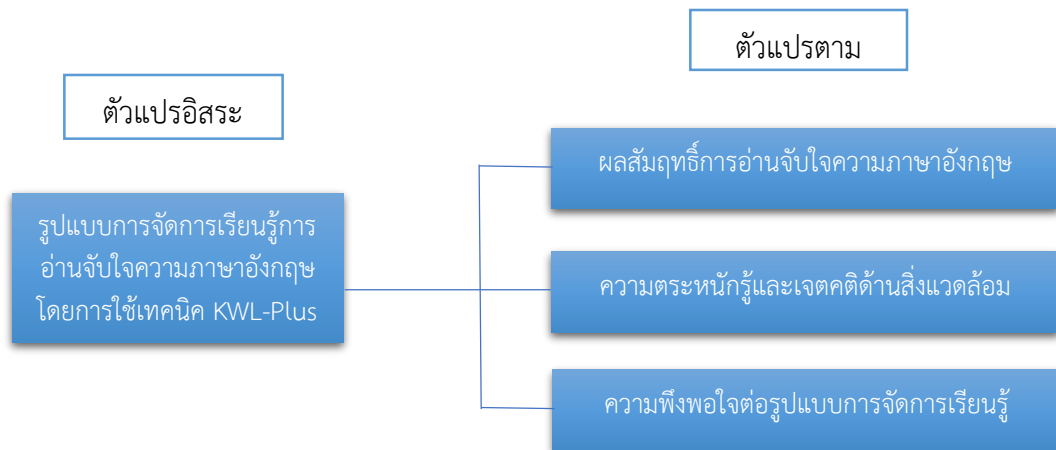 ตัวแปรตาม
ตัวแปรอิสระ
ผลสัมฤทธิ์การอ่านจับใจความภาษาอังกฤษ
รูปแบบการจัดการเรียนรู้การ
อ่านจับใจความภาษาอังกฤษ
โดยการใช้เทคนิค KWL-Plus
ความตระหนักรู้และเจตคติด้านสิ่งแวดล้อม
ความพึงพอใจต่อรูปแบบการจัดการเรียนรู้